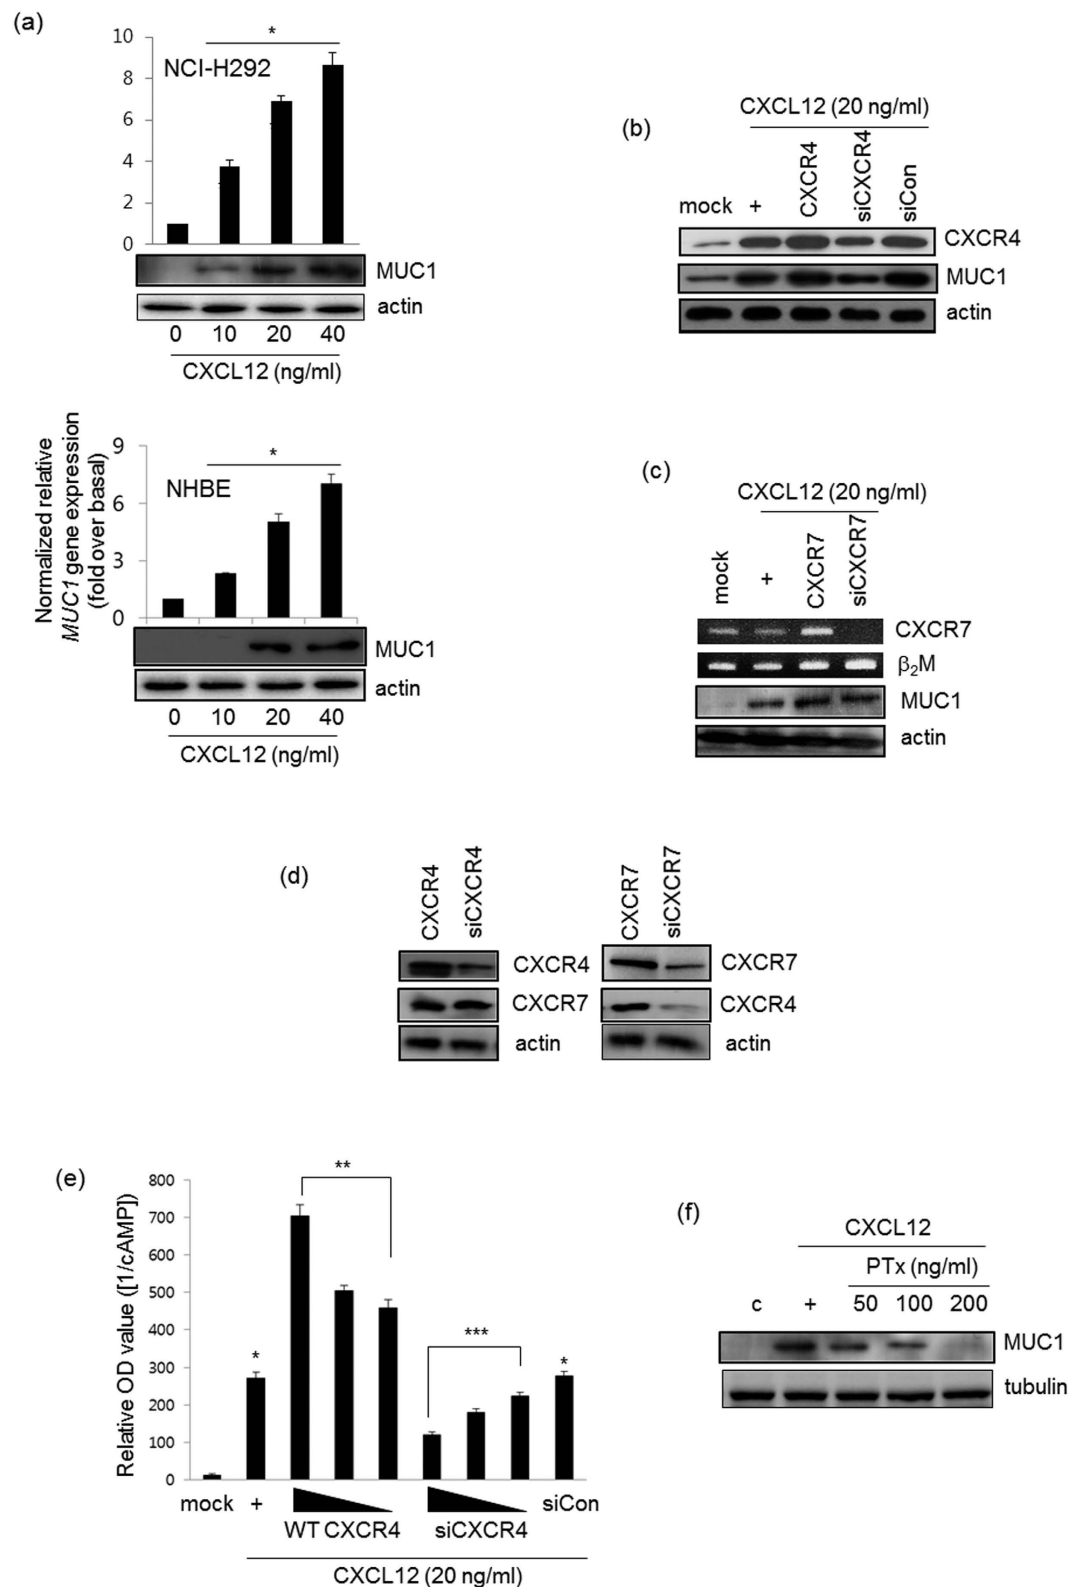 (a)
10
8
6
4
2
0
*
NCI-H292
MUC1
actin
0 10 20 40
CXCL12 (ng/ml)
Normalized relative
MUC1 gene expression
(fold over basal)
9
6
3
0
*
NHBE
MUC1
actin
0 10 20 40
CXCL12 (ng/ml)
(b)
CXCL12 (20 ng/ml)
mock + CXCR4 siCXCR4 siCon
CXCR4
MUC1
actin
(c)
CXCL12 (20 ng/ml)
mock + CXCR7 siCXCR7
CXCR7
β₂M
MUC1
actin
(d)
CXCR4 siCXCR4
CXCR4
CXCR7
actin
CXCR7 siCXCR7
CXCR7
CXCR4
actin
(e)
Relative OD value ([1/cAMP])
800
700
600
500
400
300
200
100
0
*
**
***
*
mock + WT CXCR4 siCXCR4 siCon
CXCL12 (20 ng/ml)
(f)
CXCL12
PTx (ng/ml)
c + 50 100 200
MUC1
tubulin